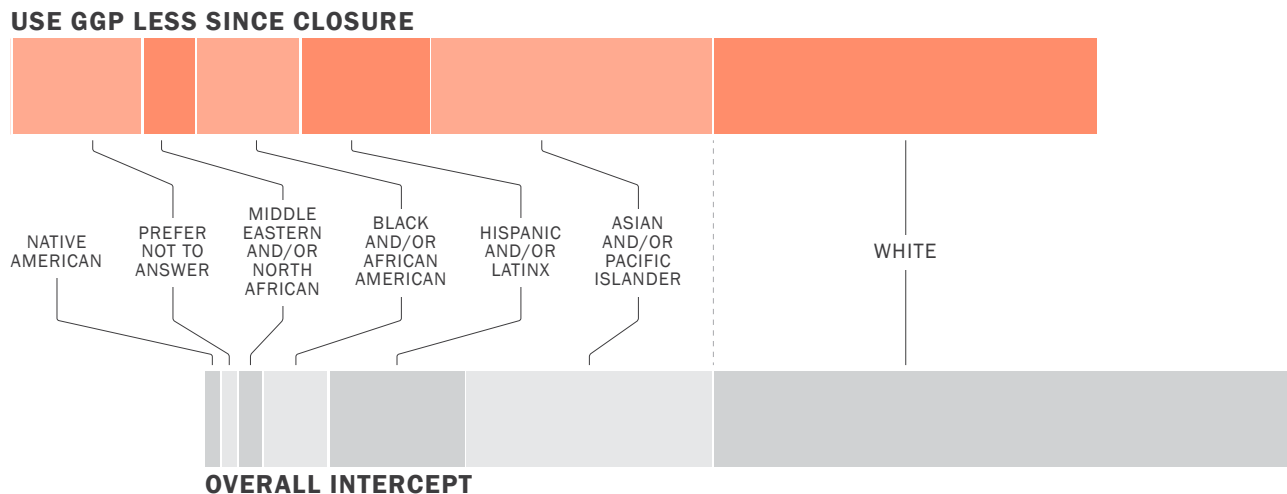 USE GGP LESS SINCE CLOSURE
NATIVE
AMERICAN
PREFER
NOT TO
ANSWER
MIDDLE
EASTERN
AND/OR
NORTH
AFRICAN
BLACK
AND/OR
AFRICAN
AMERICAN
HISPANIC
AND/OR
LATINX
ASIAN
AND/OR
PACIFIC
ISLANDER
WHITE
OVERALL INTERCEPT